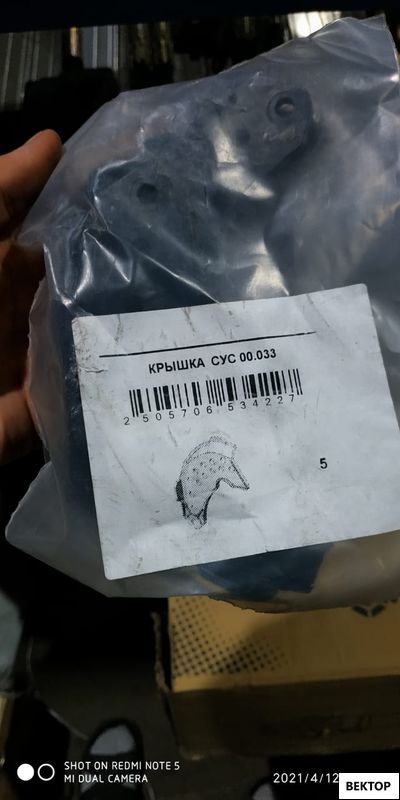 КРЫШКА СУС 00.033
2 505706 534227
5
SHOT ON REDMI NOTE 5
MI DUAL CAMERA
2021/4/12
ВЕКТОР